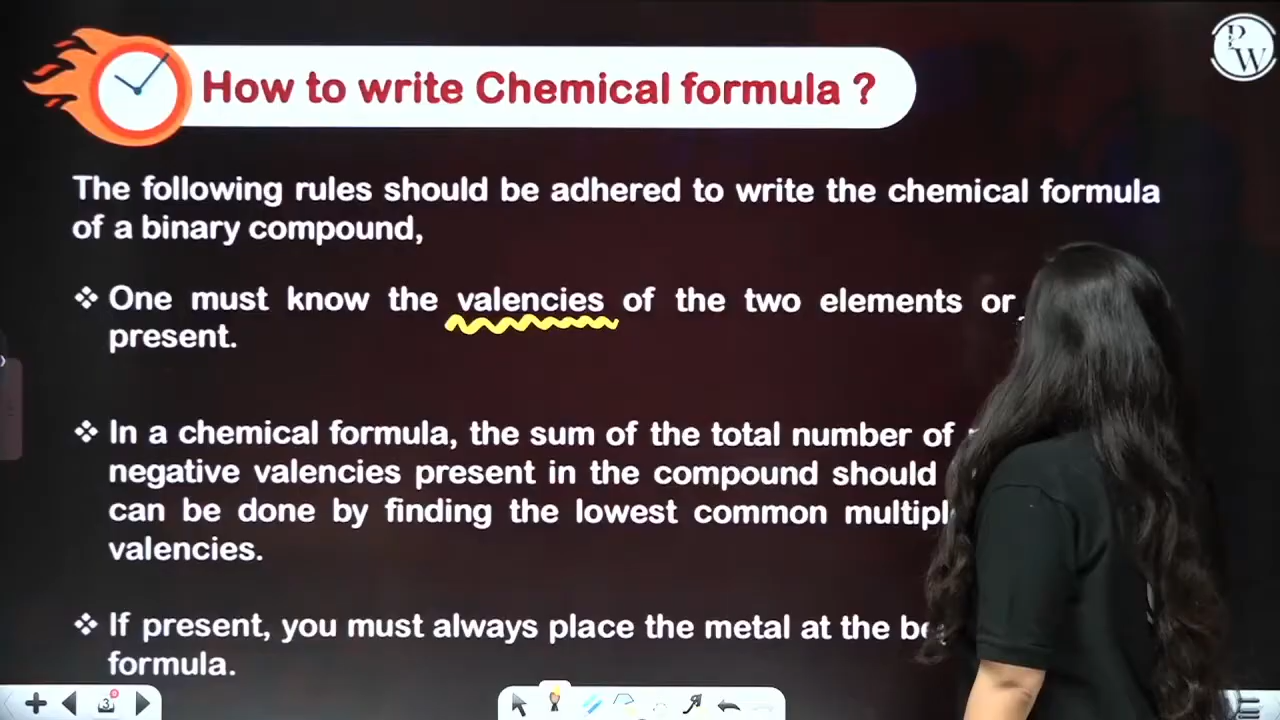 How to write Chemical formula ?
PW
The following rules should be adhered to write the chemical formula
of a binary compound,
❖ One must know the valencies of the two elements or
present.
❖ In a chemical formula, the sum of the total number of
negative valencies present in the compound should
can be done by finding the lowest common
valencies.
❖ If present, you must always place the metal at the
formula.
3